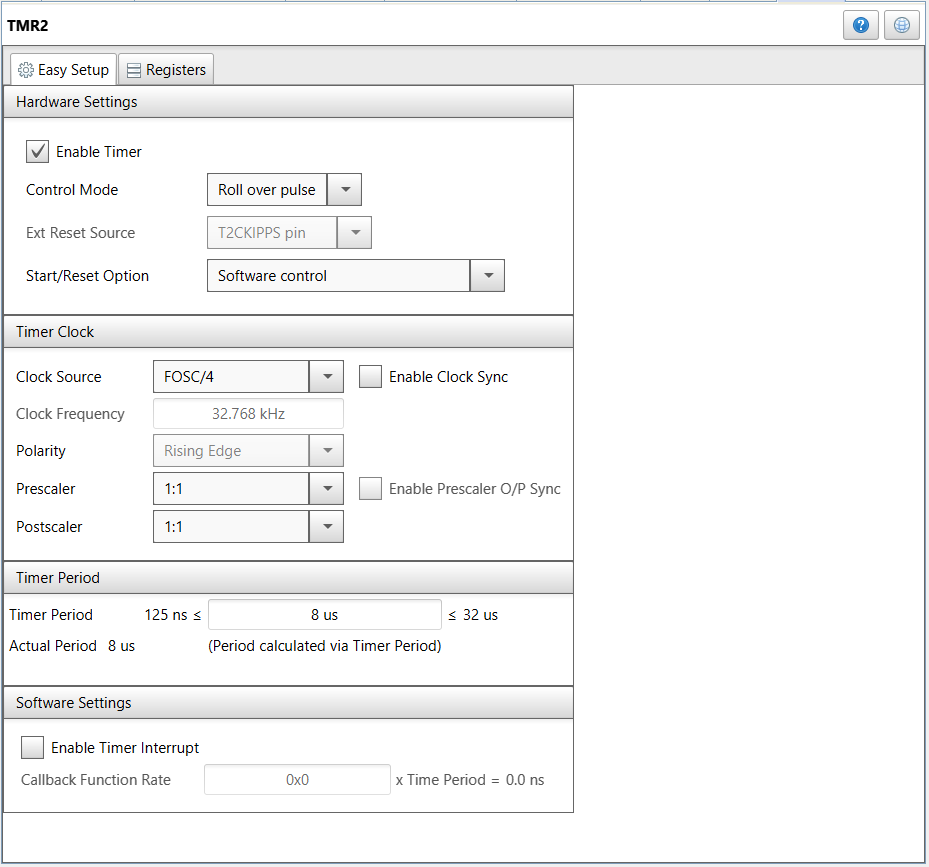 TMR2
Easy Setup Registers
Hardware Settings
Enable Timer
Control Mode Roll over pulse
Ext Reset Source T2CKIPPS pin
Start/Reset Option Software control
Timer Clock
Clock Source FOSC/4 Enable Clock Sync
Clock Frequency 32.768 kHz
Polarity Rising Edge
Prescaler 1:1 Enable Prescaler O/P Sync
Postscaler 1:1
Timer Period
Timer Period 125 ns ≤ 8 us ≤ 32 us
Actual Period 8 us (Period calculated via Timer Period)
Software Settings
Enable Timer Interrupt
Callback Function Rate 0x0 x Time Period = 0.0 ns